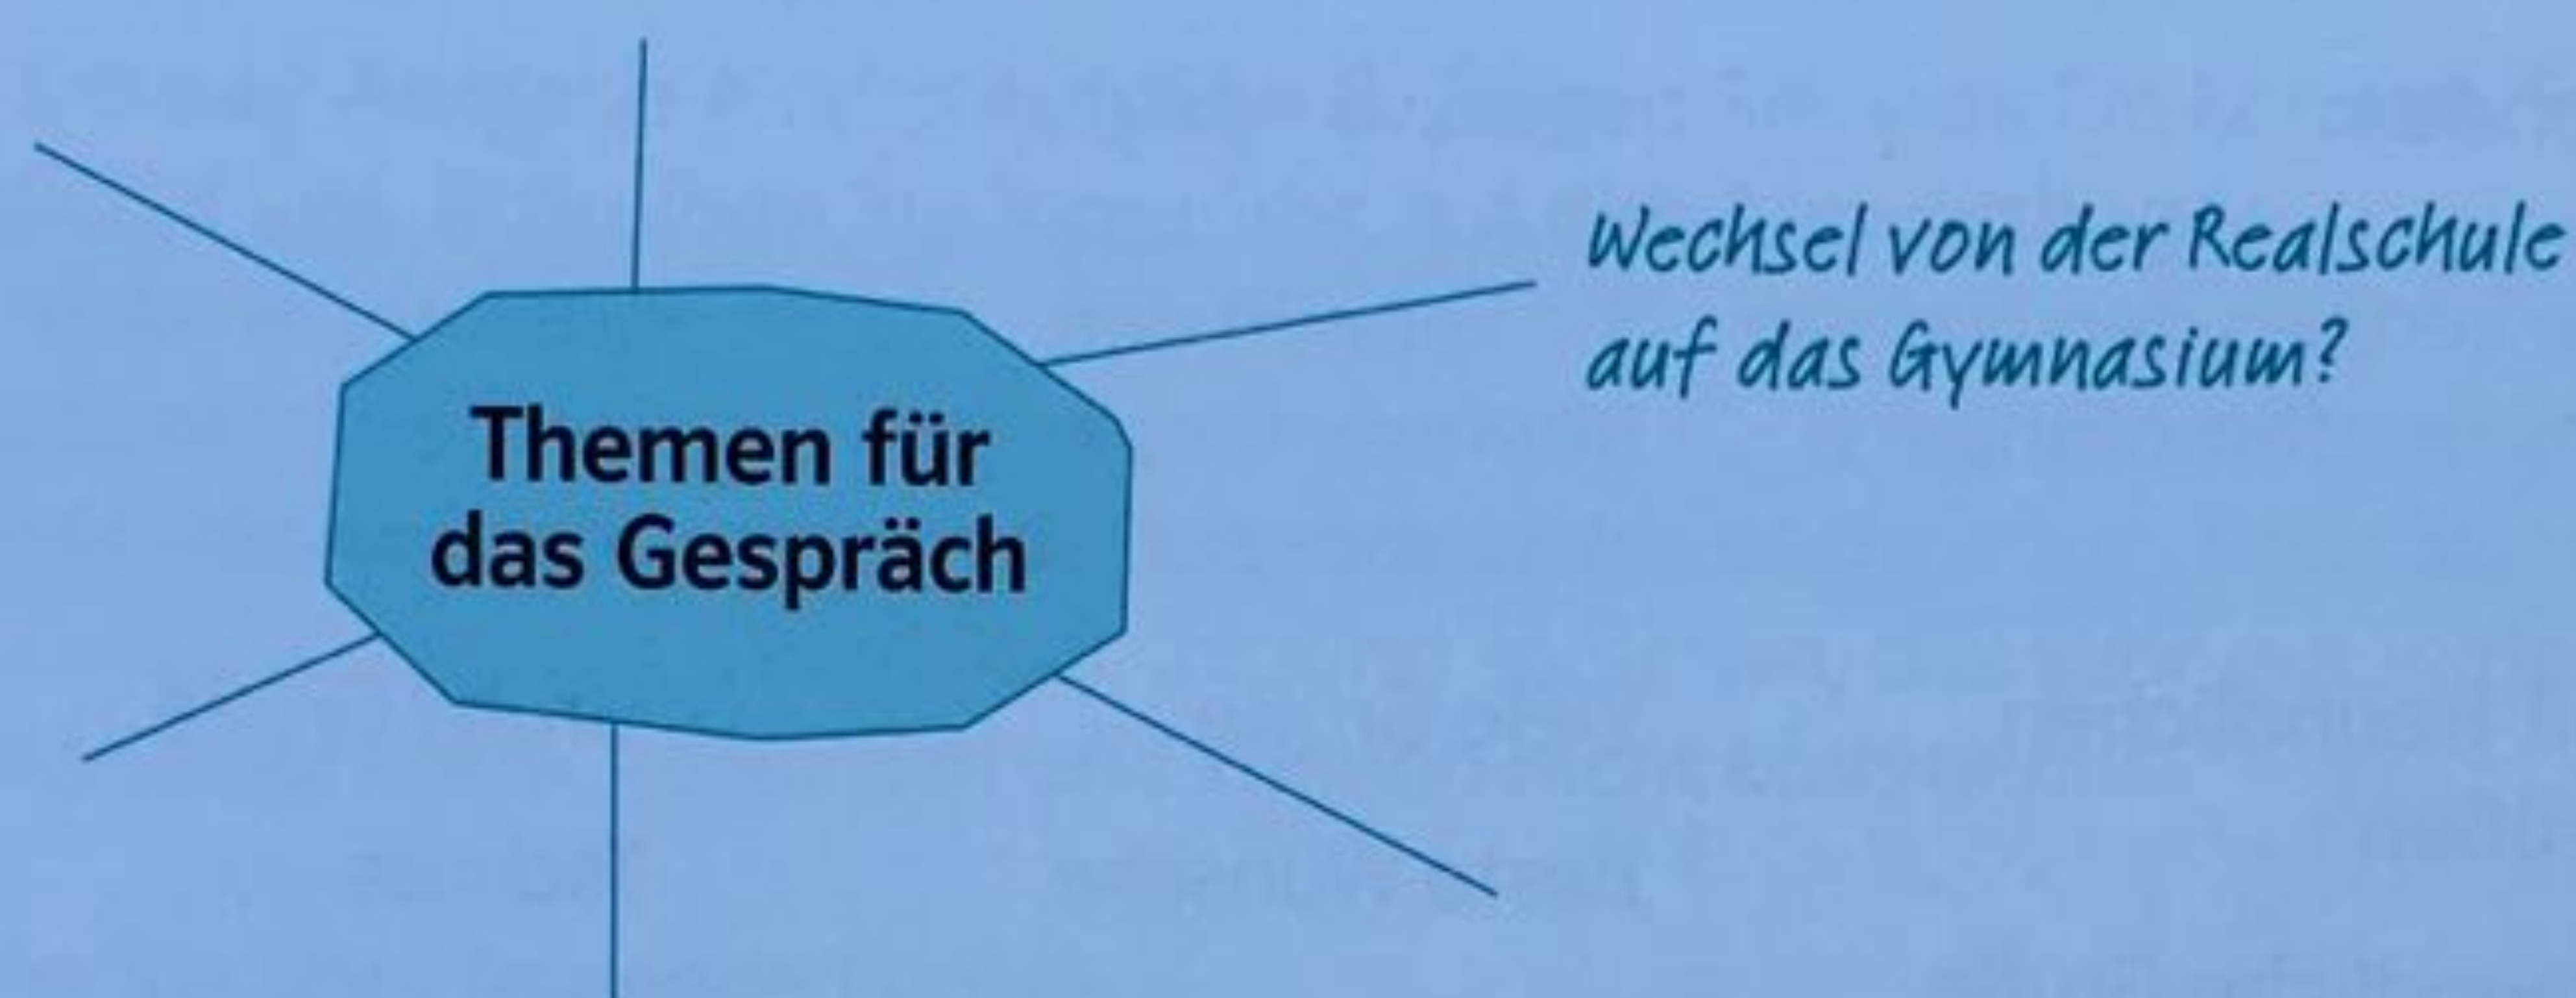 Wechsel von der Realschule
auf das Gymnasium?
Themen für
das Gespräch